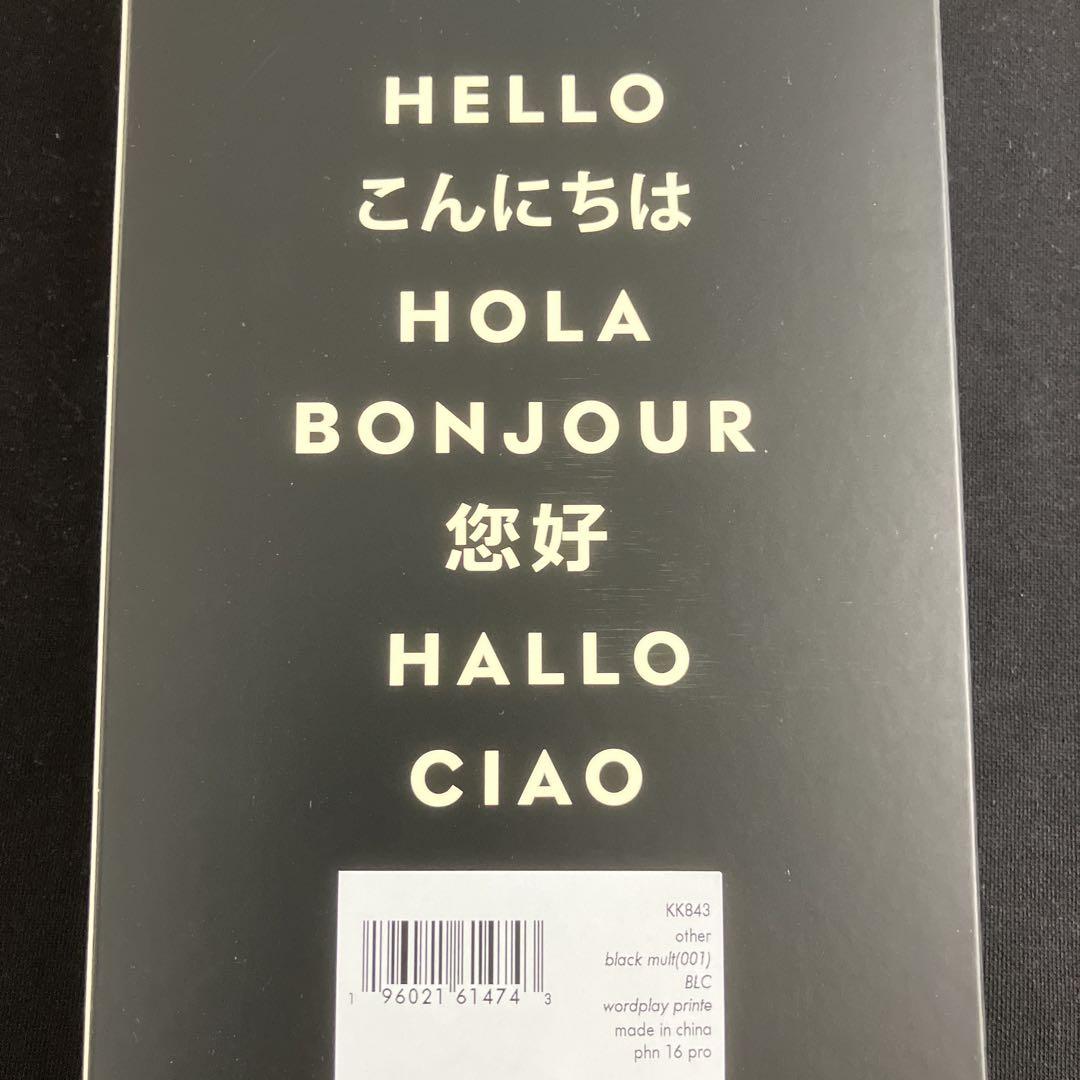 HELLO
こんにちは
HOLA
BONJOUR
您好
HALLO
CIAO
KK843
other
black mult(001)
BLC
wordplay printe
made in china
phn 16 pro
1 96021 61474 3